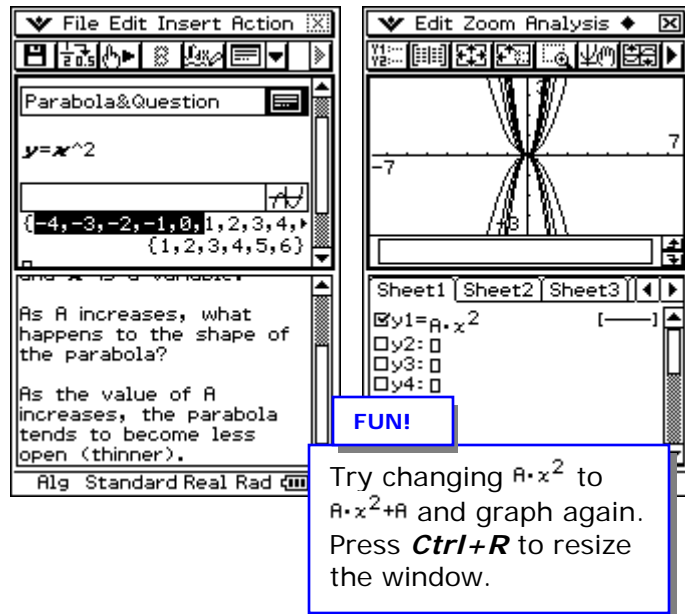 File Edit Insert Action
Parabola&Question
y=x^2
{-4,-3,-2,-1,0,1,2,3,4,
{1,2,3,4,5,6}
As A increases, what
happens to the shape of
the parabola?
As the value of A
increases, the parabola
tends to become less
open (thinner).
Alg Standard Real Rad
Edit Zoom Analysis
7
-7
Sheet1 Sheet2 Sheet3
y1=A·x²
y2:
y3:
y4:
FUN!
Try changing A·x² to
A·x²+A and graph again.
Press Ctrl+R to resize
the window.